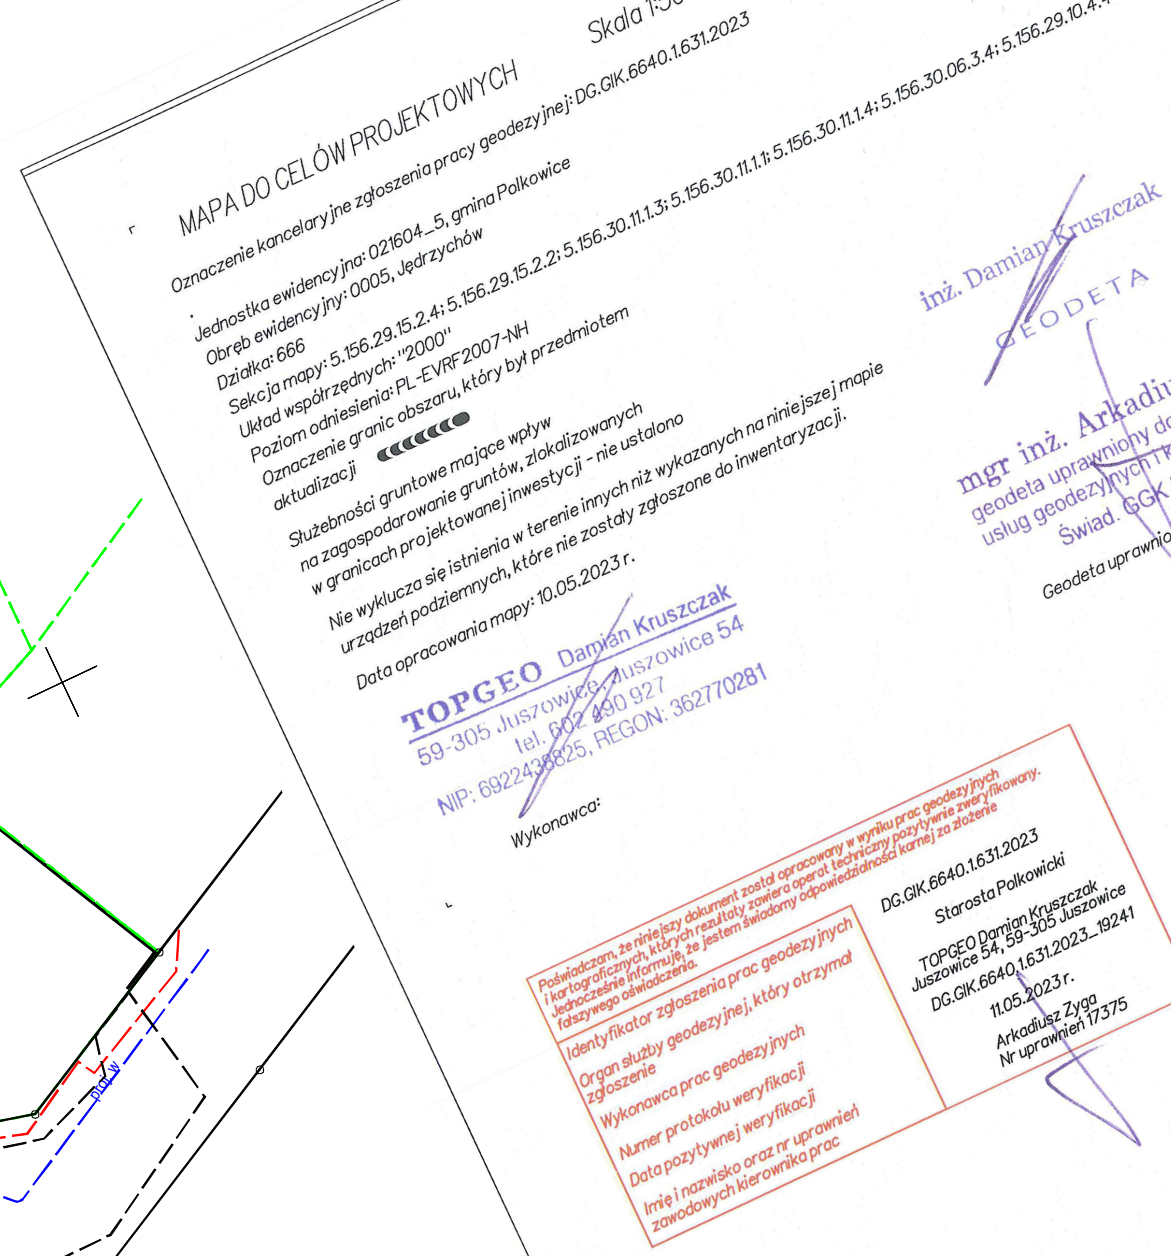 Skala 1:50
MAPA DO CELÓW PROJEKTOWYCH
Oznaczenie kancelaryjne zgłoszenia pracy geodezyjnej: DG.GIK.6640.1.631.2023
Jednostka ewidencyjna: 021604_5, gmina Polkowice
Obręb ewidencyjny: 0005, Jędrzychów
Działka: 666
Sekcja mapy: 5.156.29.15.2.4; 5.156.29.15.2.2; 5.156.30.11.1.3; 5.156.30.11.1.1; 5.156.30.11.1.4; 5.156.30.06.3.4; 5.156.29.10.4.
Układ współrzędnych: "2000"
Poziom odniesienia: PL-EVRF2007-NH
Oznaczenie granic obszaru, który był przedmiotem
aktualizacji
Służebności gruntowe mające wpływ
na zagospodarowanie gruntów, zlokalizowanych
w granicach projektowanej inwestycji - nie ustalono
Nie wyklucza się istnienia w terenie innych niż wykazanych na niniejszej mapie
urządzeń podziemnych, które nie zostały zgłoszone do inwentaryzacji.
Data opracowania mapy: 10.05.2023 r.
TOPGEO Damian Kruszczak
59-305 Juszowice, Juszowice 54
tel. 602 490 927
NIP: 6922438825, REGON: 362770281
Wykonawca:
inż. Damian Kruszczak
GEODETA
mgr inż. Arkadiu
geodeta uprawniony do
usług geodezyjnych i k
Świad. GGK
Geodeta uprawnio
Poświadczam, że niniejszy dokument został opracowany w wyniku prac geodezyjnych
i kartograficznych, których rezultaty zawiera operat techniczny pozytywnie zweryfikowany.
Jednocześnie informuję, że jestem świadomy odpowiedzialności karnej za złożenie
fałszywego oświadczenia.
Identyfikator zgłoszenia prac geodezyjnych
DG.GIK.6640.1.631.2023
Organ służby geodezyjnej, który otrzymał
zgłoszenie
Starosta Polkowicki
Wykonawca prac geodezyjnych
TOPGEO Damian Kruszczak
Juszowice 54, 59-305 Juszowice
Numer protokołu weryfikacji
DG.GIK.6640.1.631.2023_19241
Data pozytywnej weryfikacji
11.05.2023 r.
Imię i nazwisko oraz nr uprawnień
zawodowych kierownika prac
Arkadiusz Zyga
Nr uprawnień 17375
proj. w